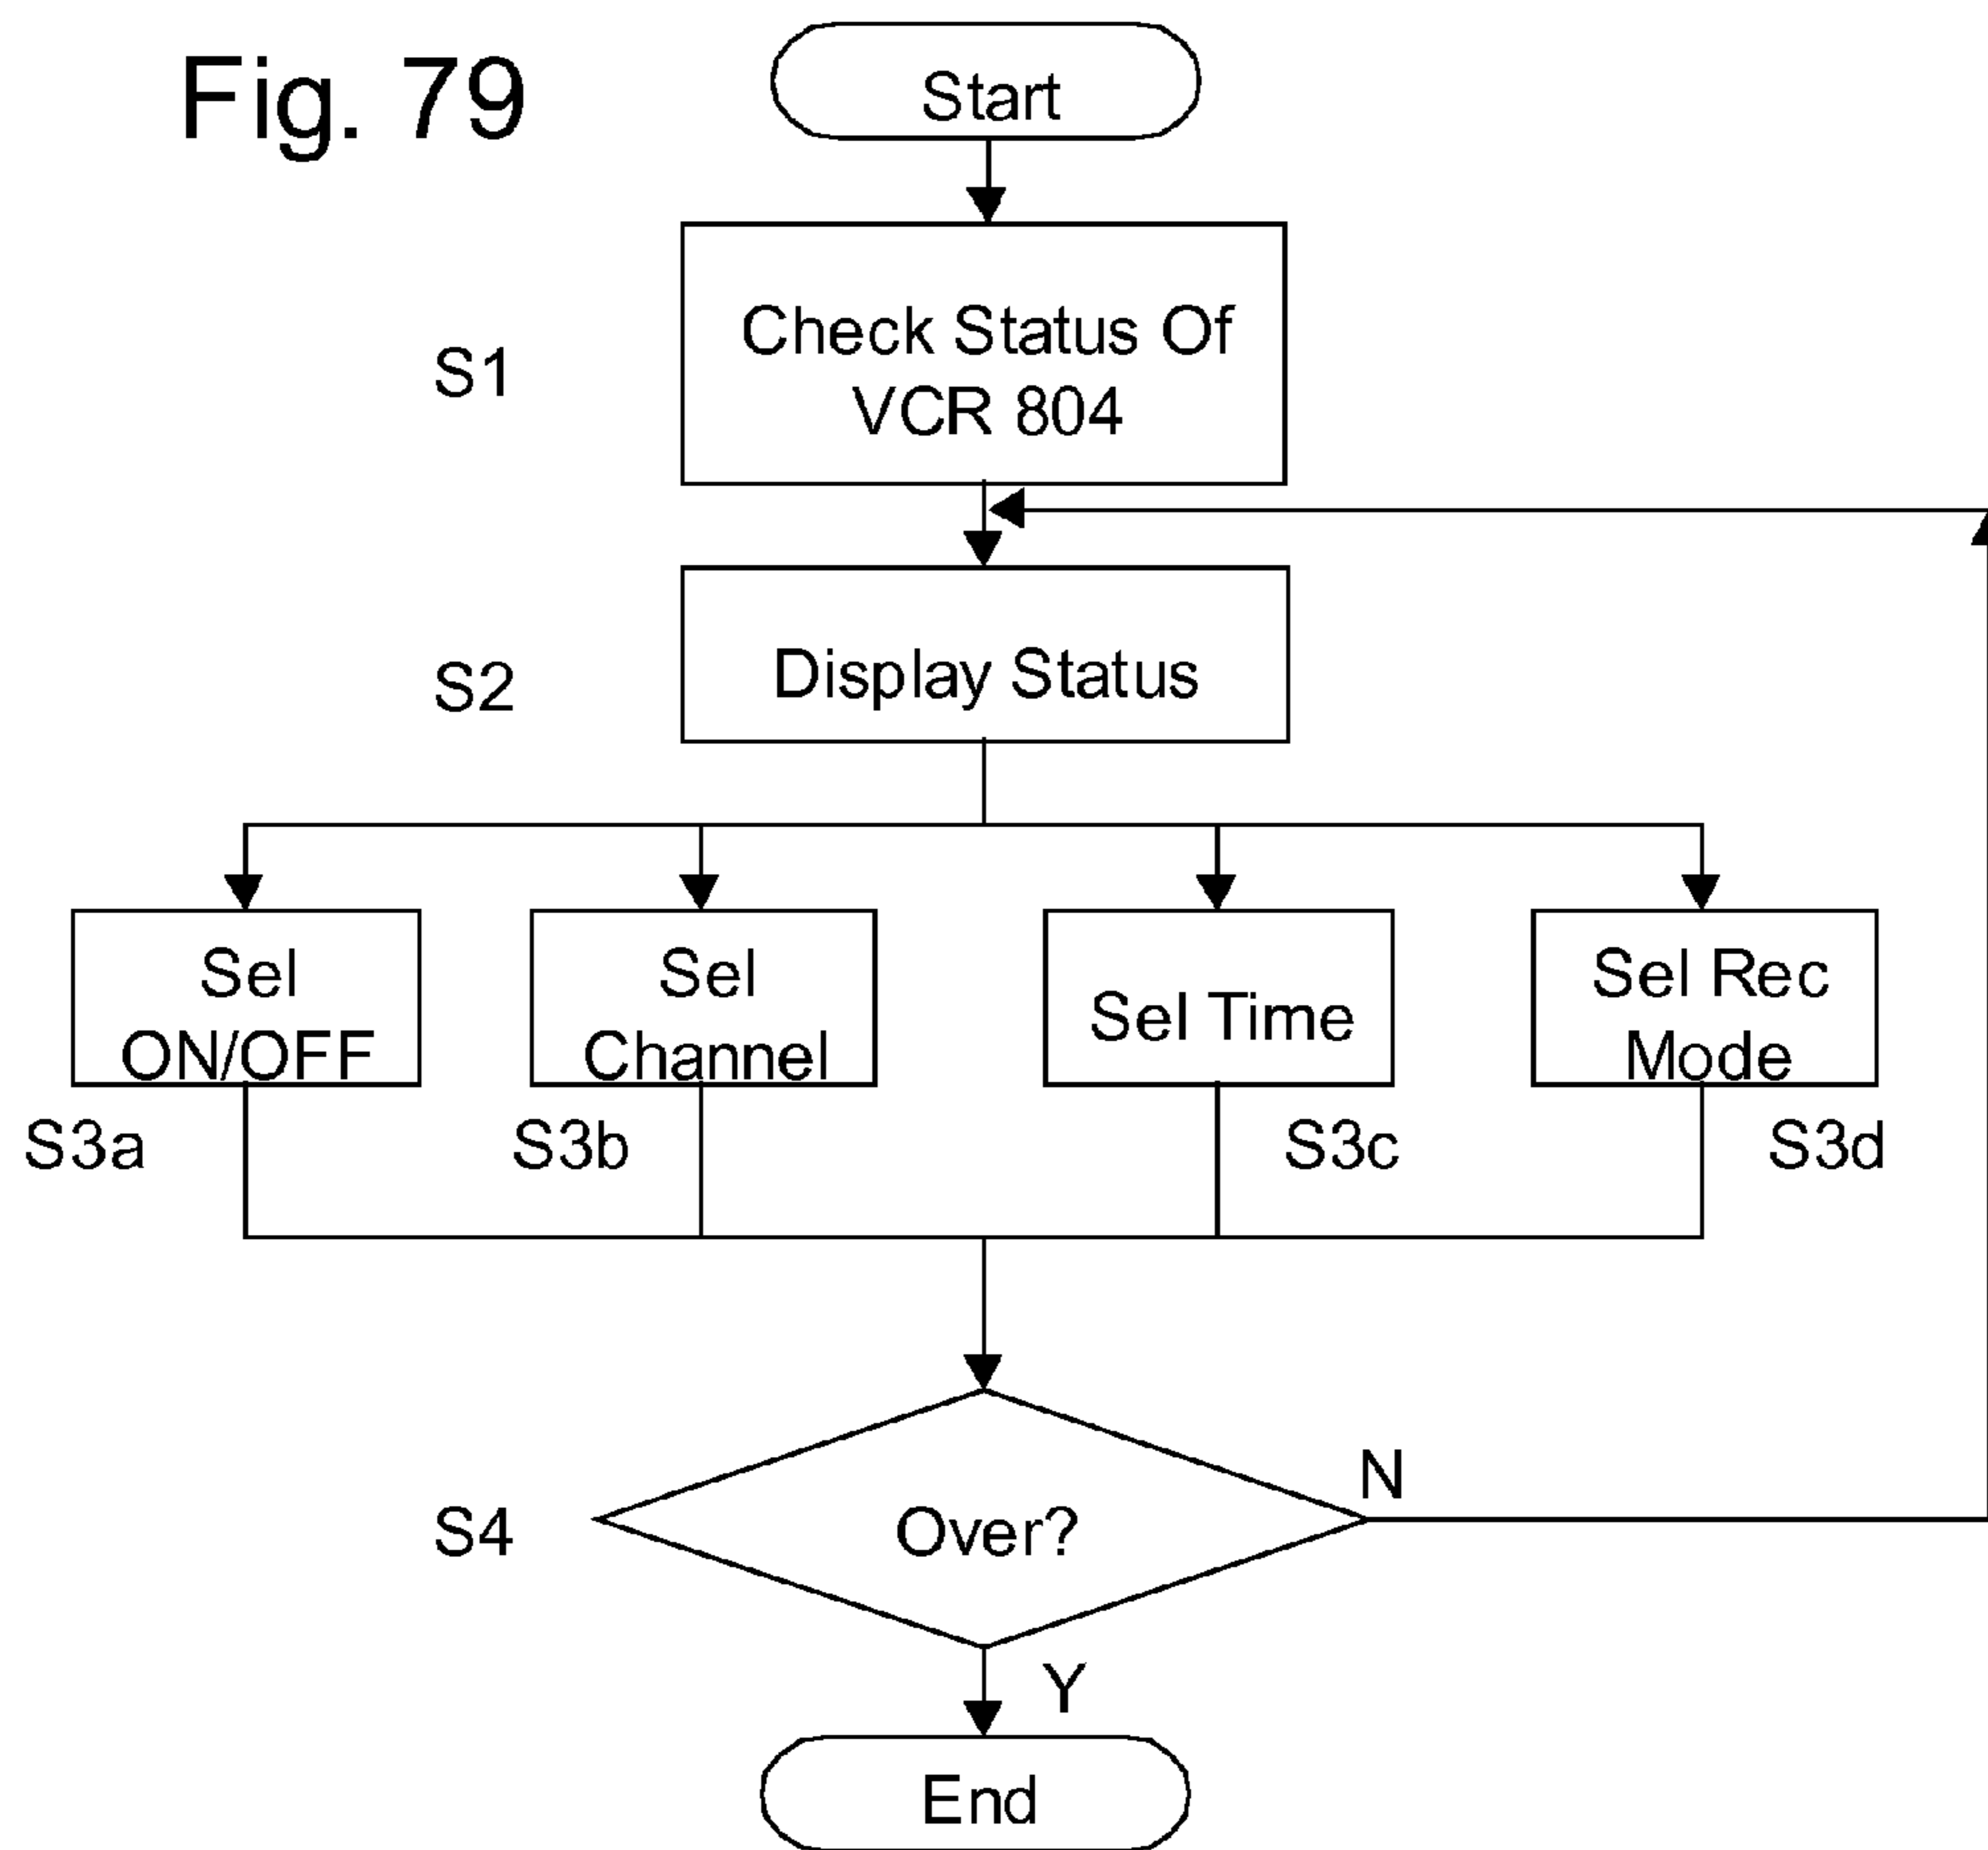 Fig. 79
Start
S1
Check Status Of
VCR 804
S2
Display Status
Sel
ON/OFF
Sel
Channel
Sel Time
Sel Rec
Mode
S3a
S3b
S3c
S3d
S4
Over?
N
Y
End